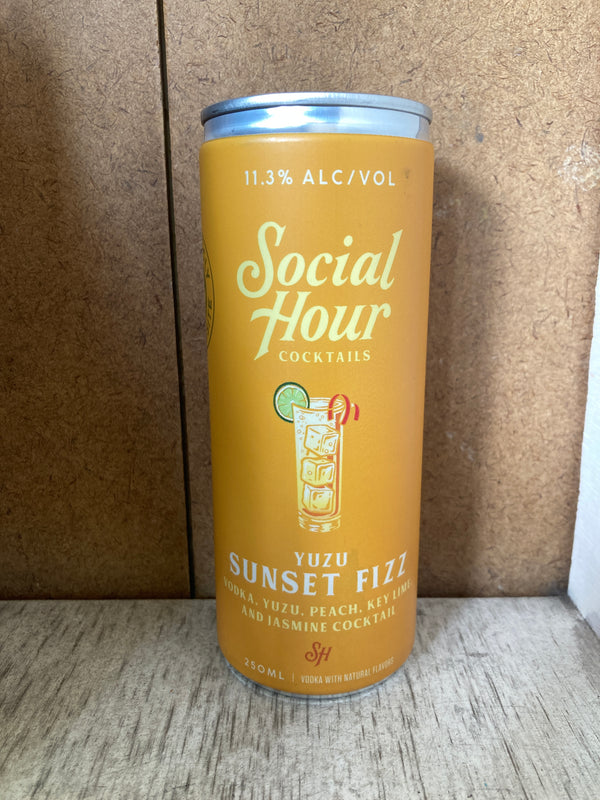 11.3% ALC/VOL
Social
Hour
COCKTAILS
YUZU
SUNSET FIZZ
VODKA, YUZU, PEACH, KEY LIME
AND JASMINE COCKTAIL
SH
250ML | VODKA WITH NATURAL FLAVORS